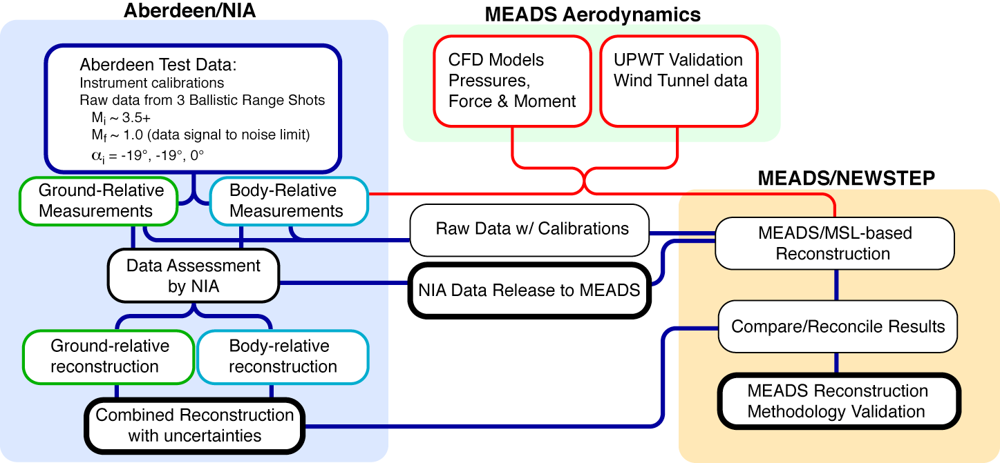 Aberdeen/NIA
Aberdeen Test Data:
Instrument calibrations
Raw data from 3 Ballistic Range Shots
Mi ~ 3.5+
Mf ~ 1.0 (data signal to noise limit)
αi = -19°, -19°, 0°
Ground-Relative
Measurements
Body-Relative
Measurements
Data Assessment
by NIA
Ground-relative
reconstruction
Body-relative
reconstruction
Combined Reconstruction
with uncertainties
MEADS Aerodynamics
CFD Models
Pressures,
Force & Moment
UPWT Validation
Wind Tunnel data
Raw Data w/ Calibrations
NIA Data Release to MEADS
MEADS/NEWSTEP
MEADS/MSL-based
Reconstruction
Compare/Reconcile Results
MEADS Reconstruction
Methodology Validation